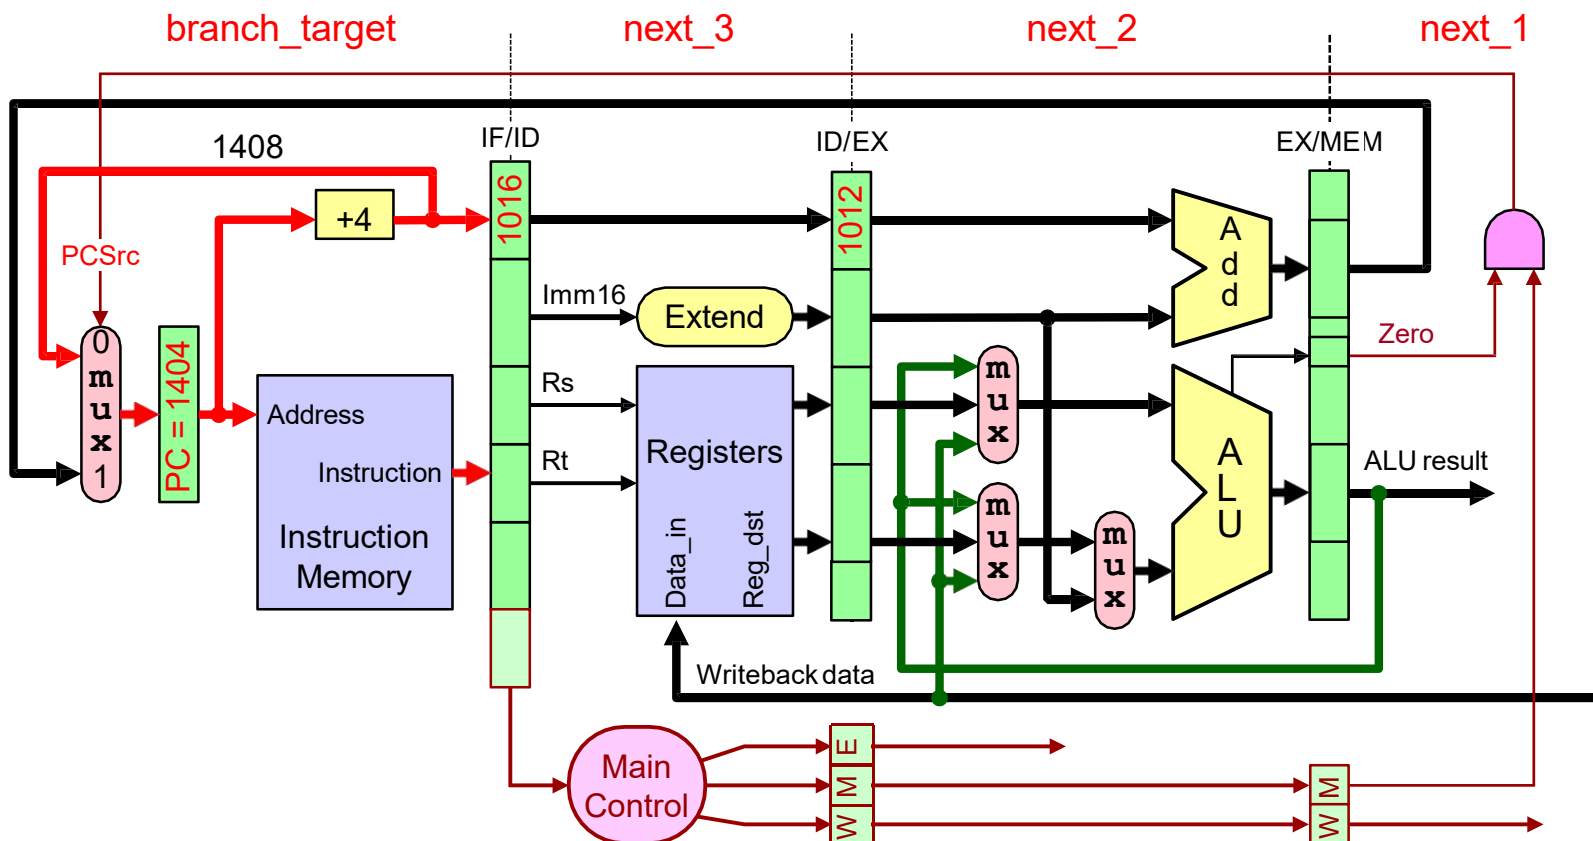 branch_target
next_3
next_2
next_1
IF/ID
ID/EX
EX/MEM
1408
+4
1016
1012
PCSrc
Imm16
Extend
Add
Zero
0
mux
1
PC = 1404
Address
Instruction
Instruction
Memory
Rs
Rt
Registers
Data_in
Reg_dst
mux
mux
mux
ALU
ALU result
Writeback data
Main
Control
E
M
W
M
W